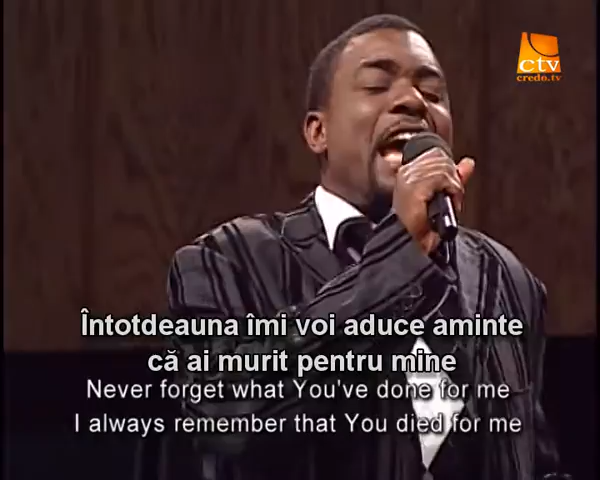 ctv
credo.tv
Întotdeauna îmi voi aduce aminte
că ai murit pentru mine
Never forget what You've done for me
I always remember that You died for me